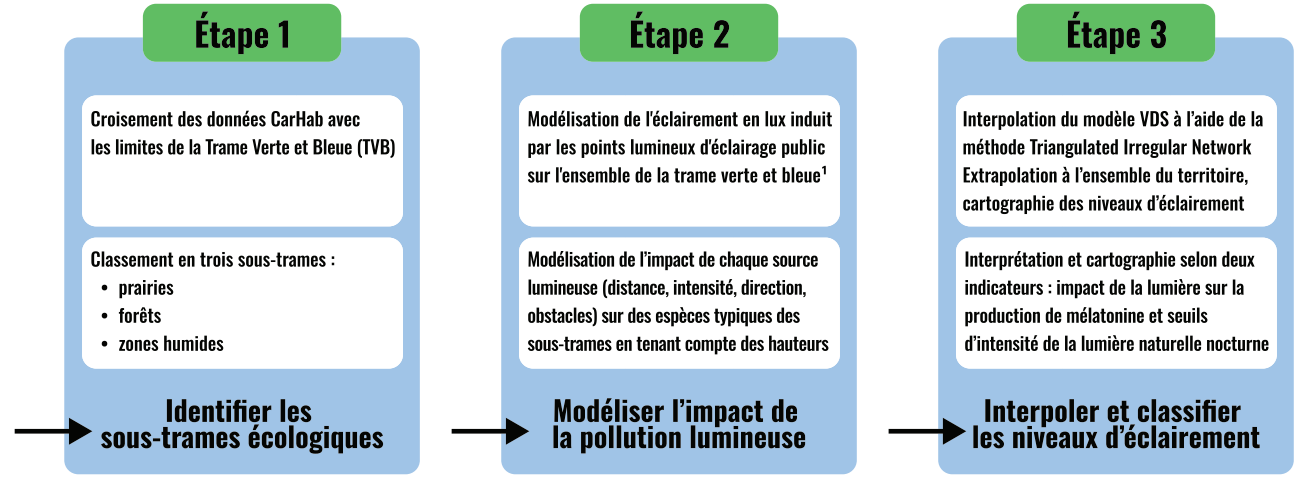 Étape 1
Croisement des données CarHab avec
les limites de la Trame Verte et Bleue (TVB)
Classement en trois sous-trames :
• prairies
• forêts
• zones humides
Identifier les
sous-trames écologiques
Étape 2
Modélisation de l'éclairement en lux induit
par les points lumineux d'éclairage public
sur l'ensemble de la trame verte et bleue¹
Modélisation de l’impact de chaque source
lumineuse (distance, intensité, direction,
obstacles) sur des espèces typiques des
sous-trames en tenant compte des hauteurs
Modéliser l’impact de
la pollution lumineuse
Étape 3
Interpolation du modèle VDS à l’aide de la
méthode Triangulated Irregular Network
Extrapolation à l’ensemble du territoire,
cartographie des niveaux d’éclairement
Interprétation et cartographie selon deux
indicateurs : impact de la lumière sur la
production de mélatonine et seuils
d’intensité de la lumière naturelle nocturne
Interpoler et classifier
les niveaux d’éclairement